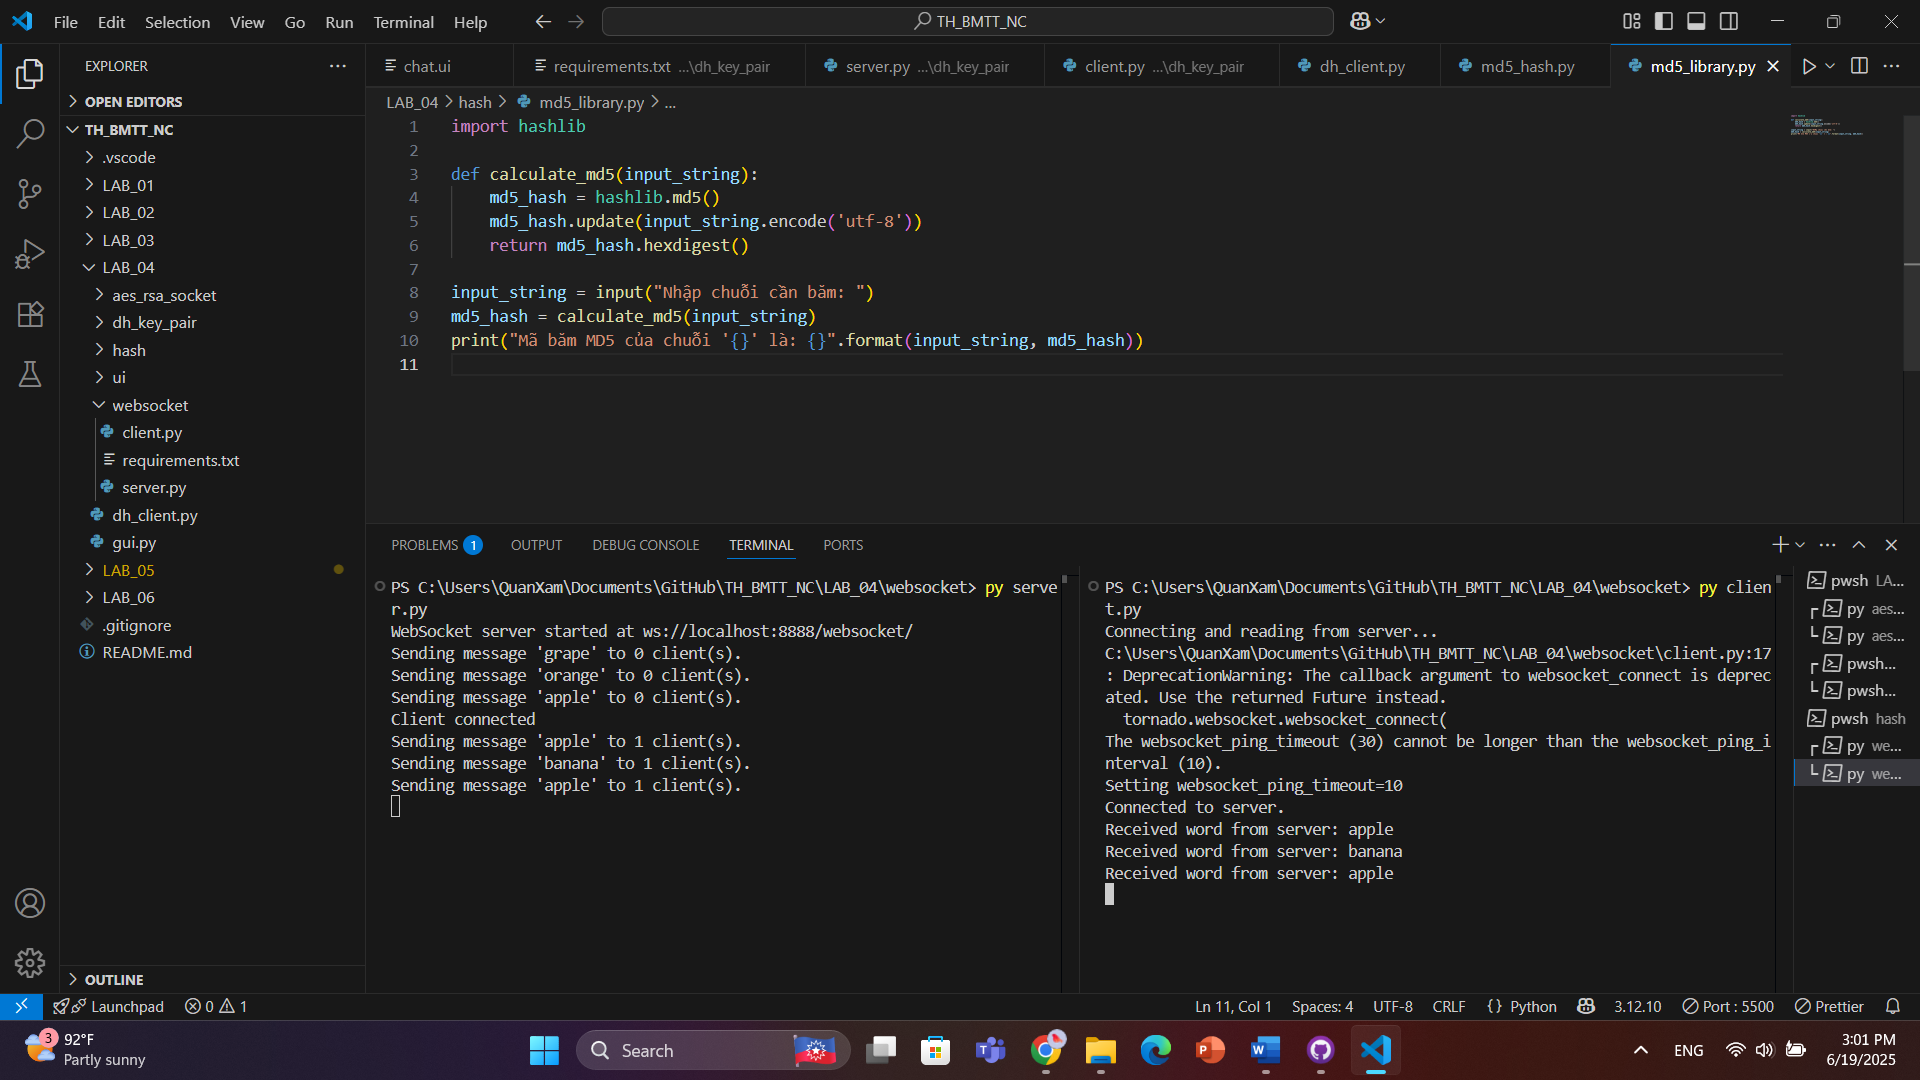 File Edit Selection View Go Run Terminal Help
TH_BMTT_NC
EXPLORER
OPEN EDITORS
TH_BMTT_NC
.vscode
LAB_01
LAB_02
LAB_03
LAB_04
aes_rsa_socket
dh_key_pair
hash
ui
websocket
client.py
requirements.txt
server.py
dh_client.py
gui.py
LAB_05
LAB_06
.gitignore
README.md
OUTLINE
chat.ui requirements.txt ...\dh_key_pair server.py ...\dh_key_pair client.py ...\dh_key_pair dh_client.py md5_hash.py md5_library.py
LAB_04 > hash > md5_library.py > ...
1 import hashlib
2
3 def calculate_md5(input_string):
4 md5_hash = hashlib.md5()
5 md5_hash.update(input_string.encode('utf-8'))
6 return md5_hash.hexdigest()
7
8 input_string = input("Nhập chuỗi cần băm: ")
9 md5_hash = calculate_md5(input_string)
10 print("Mã băm MD5 của chuỗi '{}' là: {}".format(input_string, md5_hash))
11
PROBLEMS 1 OUTPUT DEBUG CONSOLE TERMINAL PORTS
PS C:\Users\QuanXam\Documents\GitHub\TH_BMTT_NC\LAB_04\websocket> py serve
r.py
WebSocket server started at ws://localhost:8888/websocket/
Sending message 'grape' to 0 client(s).
Sending message 'orange' to 0 client(s).
Sending message 'apple' to 0 client(s).
Client connected
Sending message 'apple' to 1 client(s).
Sending message 'banana' to 1 client(s).
Sending message 'apple' to 1 client(s).
PS C:\Users\QuanXam\Documents\GitHub\TH_BMTT_NC\LAB_04\websocket> py clien
t.py
Connecting and reading from server...
C:\Users\QuanXam\Documents\GitHub\TH_BMTT_NC\LAB_04\websocket\client.py:17
: DeprecationWarning: The callback argument to websocket_connect is deprec
ated. Use the returned Future instead.
tornado.websocket.websocket_connect(
The websocket_ping_timeout (30) cannot be longer than the websocket_ping_i
nterval (10).
Setting websocket_ping_timeout=10
Connected to server.
Received word from server: apple
Received word from server: banana
Received word from server: apple
pwsh LA...
py aes...
py aes...
pwsh...
pwsh...
pwsh hash
py we...
py we...
Launchpad 0 1
Ln 11, Col 1 Spaces: 4 UTF-8 CRLF {} Python 3.12.10 Port : 5500 Prettier
3 92°F
Partly sunny
Search
ENG
3:01 PM
6/19/2025